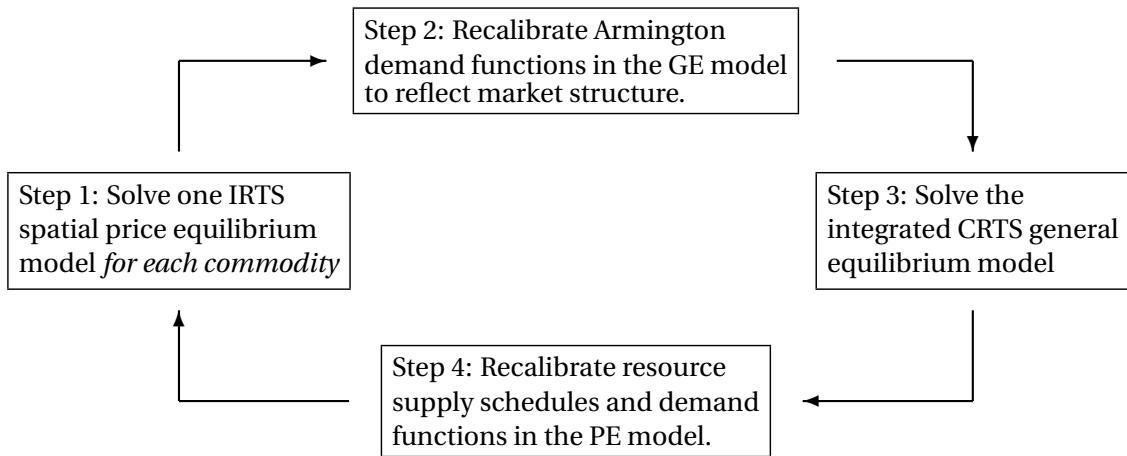 Step 2: Recalibrate Armington
demand functions in the GE model
to reflect market structure.
Step 1: Solve one IRTS
spatial price equilibrium
model for each commodity
Step 3: Solve the
integrated CRTS general
equilibrium model
Step 4: Recalibrate resource
supply schedules and demand
functions in the PE model.